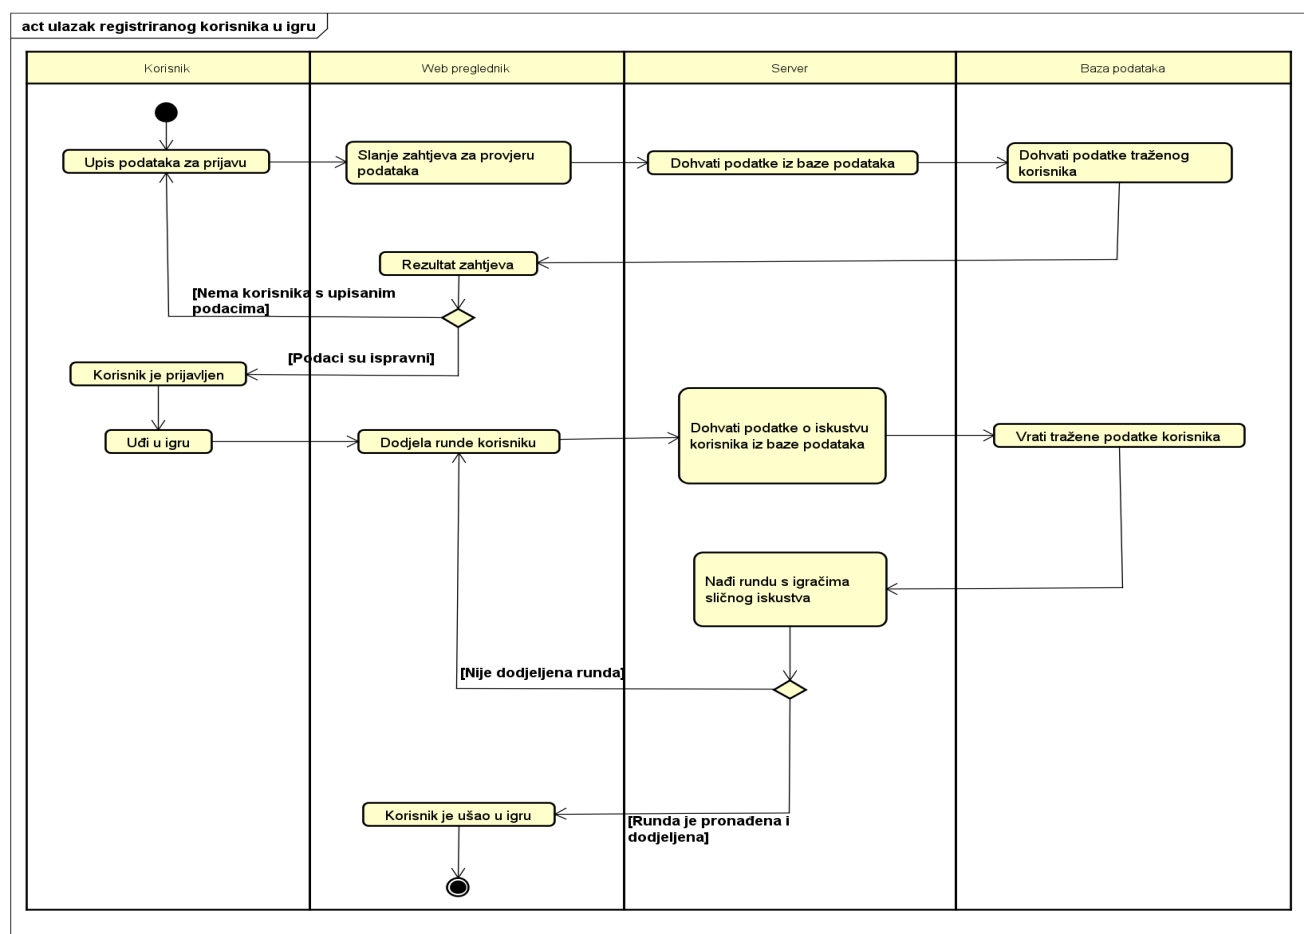 act ulazak registriranog korisnika u igru
Korisnik
Web preglednik
Server
Baza podataka
Upis podataka za prijavu
Slanje zahtjeva za provjeru
podataka
Dohvati podatke iz baze podataka
Dohvati podatke traženog
korisnika
Rezultat zahtjeva
[Nema korisnika s upisanim
podacima]
[Podaci su ispravni]
Korisnik je prijavljen
Uđi u igru
Dodjela runde korisniku
Dohvati podatke o iskustvu
korisnika iz baze podataka
Vrati tražene podatke korisnika
Nađi rundu s igračima
sličnog iskustva
[Nije dodjeljena runda]
Korisnik je ušao u igru
[Runda je pronađena i
dodjeljena]